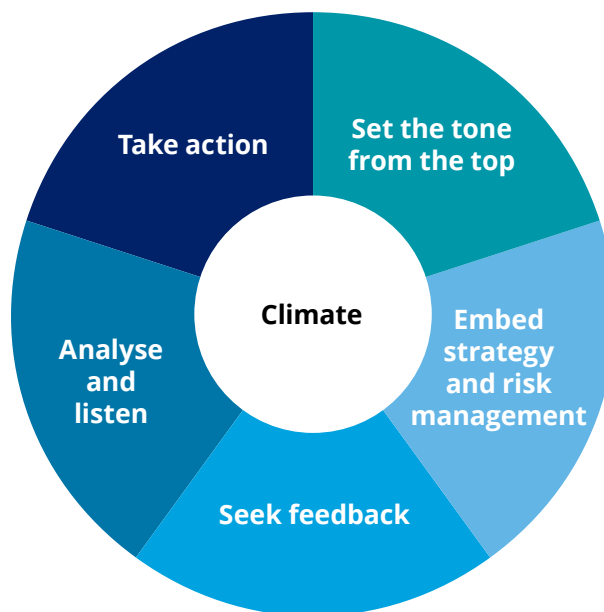 Take action
Set the tone
from the top
Climate
Embed
strategy
and risk
management
Analyse
and
listen
Seek feedback